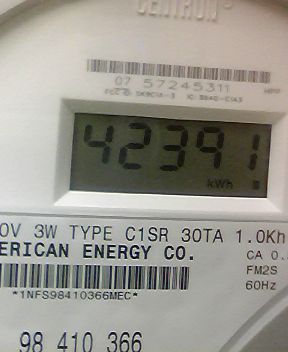 CENTRON®
07 57245311
42391
kWh
0V 3W TYPE C1SR 30TA 1.0Kh
ERICAN ENERGY CO.
CA 0.
FM2S
*1NFS98410366MEC*
60Hz
98 410 366